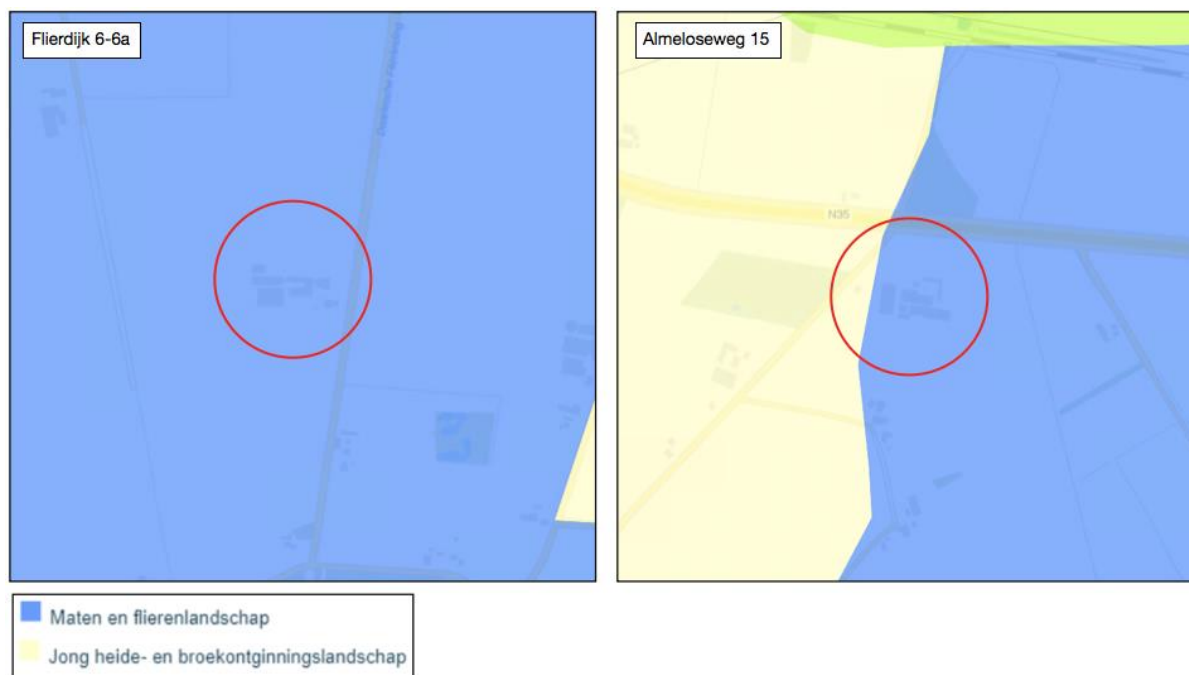 Flierdijk 6-6a
Almeloseweg 15
N35
Maten en flierenlandschap
Jong heide- en broekontginningslandschap